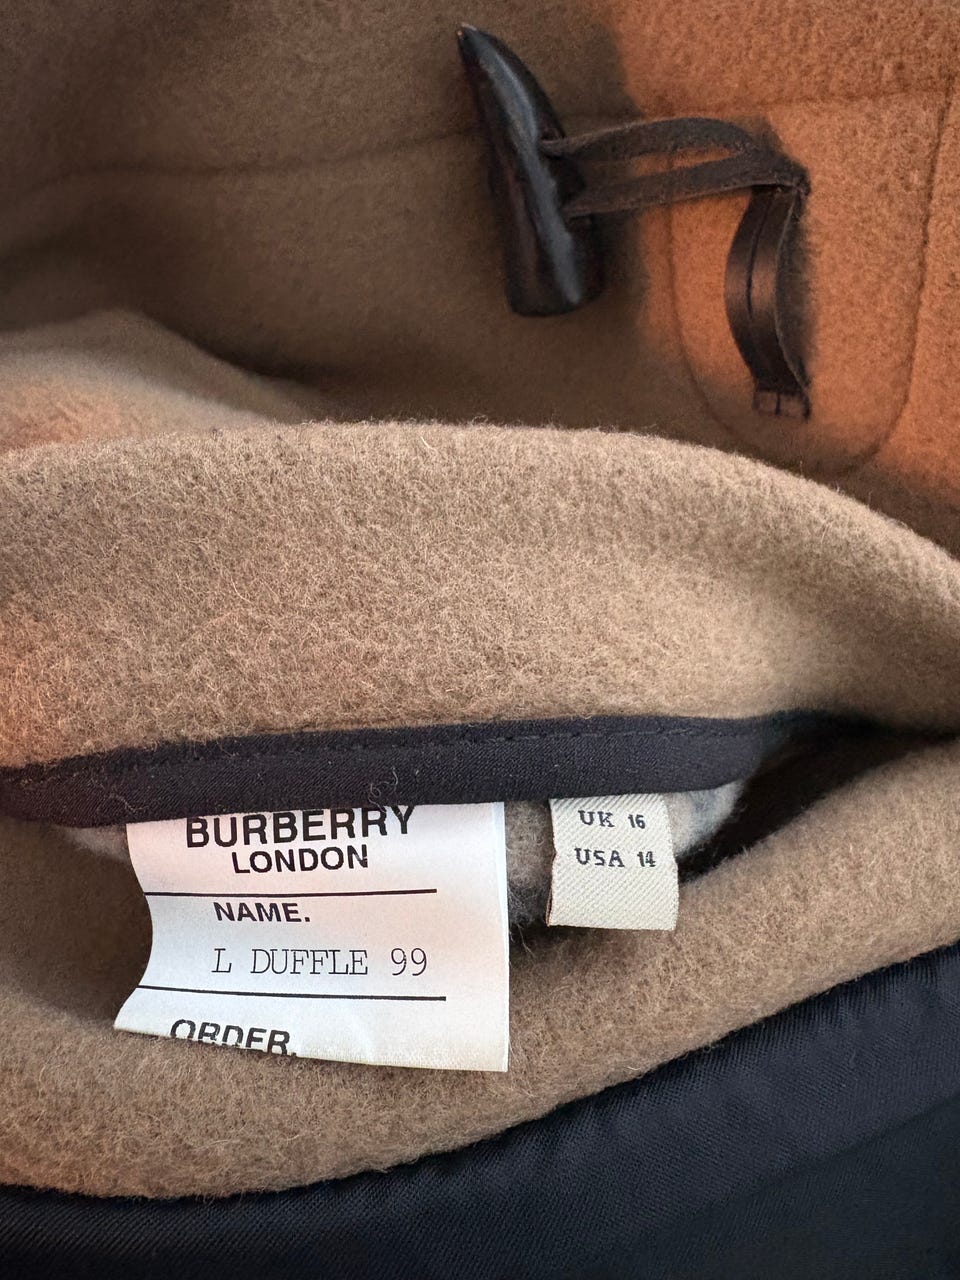 BURBERRY
LONDON
NAME.
L DUFFLE 99
ORDER.
UK 16
USA 14